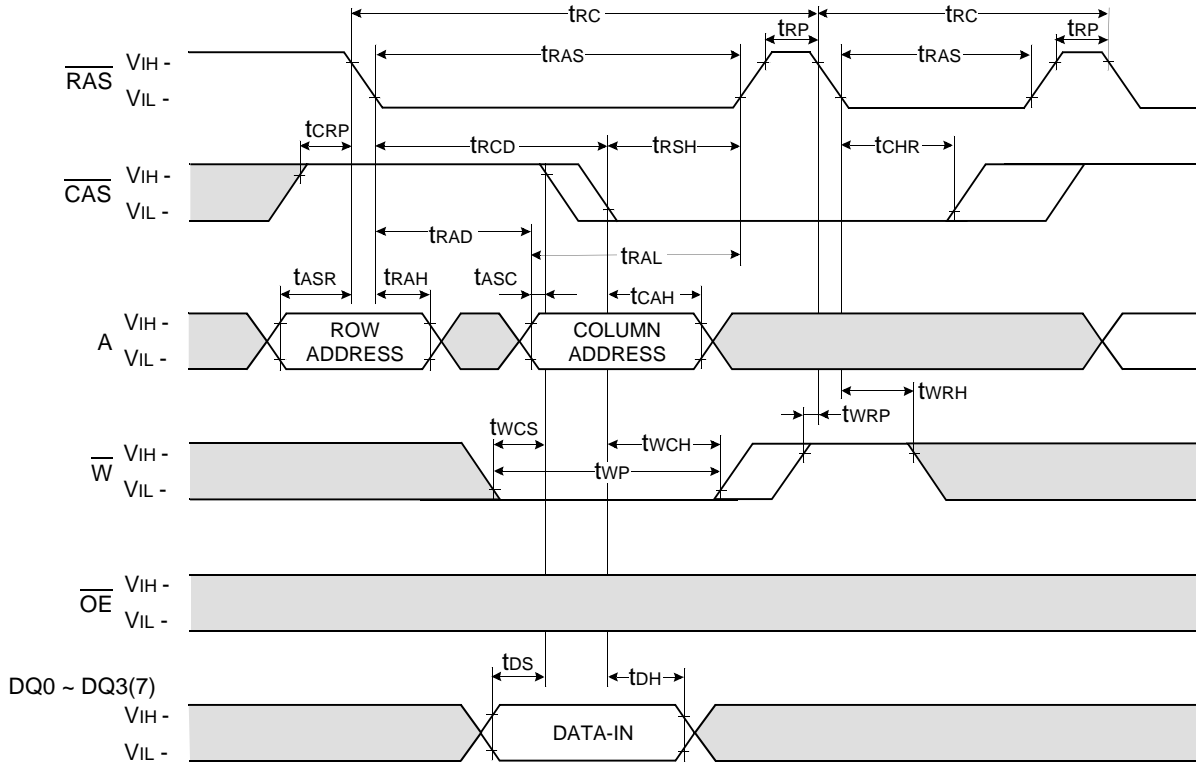 tRC tRC
tRP tRP
tRAS tRAS
RAS VIH -
VIL -
tCRP tRCD tRSH tCHR
CAS VIH -
VIL -
tRAD
tRAL
tASR tRAH tASC tCAH
A VIH -
VIL -
ROW ADDRESS
COLUMN ADDRESS
tWRH
tWRP
tWCS tWCH
W VIH -
VIL -
tWP
OE VIH -
VIL -
tDS tDH
DQ0 ~ DQ3(7)
VIH -
VIL -
DATA-IN